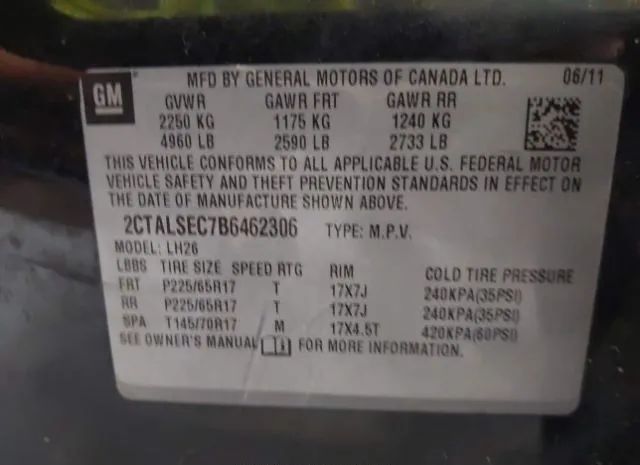 GM
MFD BY GENERAL MOTORS OF CANADA LTD. 06/11
GVWR GAWR FRT GAWR RR
2250 KG 1175 KG 1240 KG
4960 LB 2590 LB 2733 LB
THIS VEHICLE CONFORMS TO ALL APPLICABLE U.S. FEDERAL MOTOR
VEHICLE SAFETY AND THEFT PREVENTION STANDARDS IN EFFECT ON
THE DATE OF MANUFACTURE SHOWN ABOVE.
2CTALSEC7B6462306 TYPE: M.P.V.
MODEL: LH26
LBBS TIRE SIZE SPEED RTG RIM COLD TIRE PRESSURE
FRT P225/65R17 T 17X7J 240KPA(35PSI)
RR P225/65R17 T 17X7J 240KPA(35PSI)
SPA T145/70R17 M 17X4.5T 420KPA(60PSI)
SEE OWNER'S MANUAL FOR MORE INFORMATION.